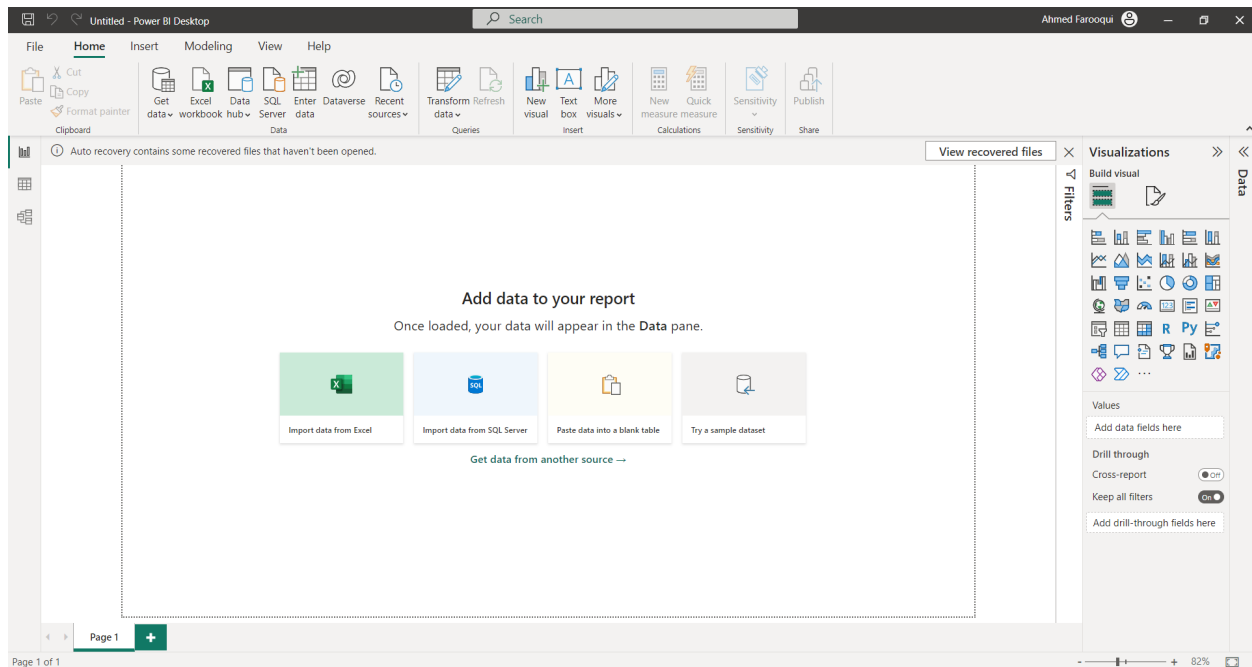 Untitled - Power BI Desktop
Search
Ahmed Farooqui
File Home Insert Modeling View Help
Paste
Cut
Copy
Format painter
Clipboard
Get data
Excel workbook
Data hub
SQL Server
Enter data
Dataverse
Recent sources
Data
Transform data
Refresh
Queries
New visual
Text box
More visuals
Insert
New measure
Quick measure
Calculations
Sensitivity
Sensitivity
Publish
Share
Auto recovery contains some recovered files that haven't been opened.
View recovered files
Filters
Visualizations
Build visual
Data
123
R
Py
Add data to your report
Once loaded, your data will appear in the Data pane.
SQL
Import data from Excel
Import data from SQL Server
Paste data into a blank table
Try a sample dataset
Get data from another source →
Values
Add data fields here
Drill through
Cross-report
Off
Keep all filters
On
Add drill-through fields here
Page 1
Page 1 of 1
- + 82%